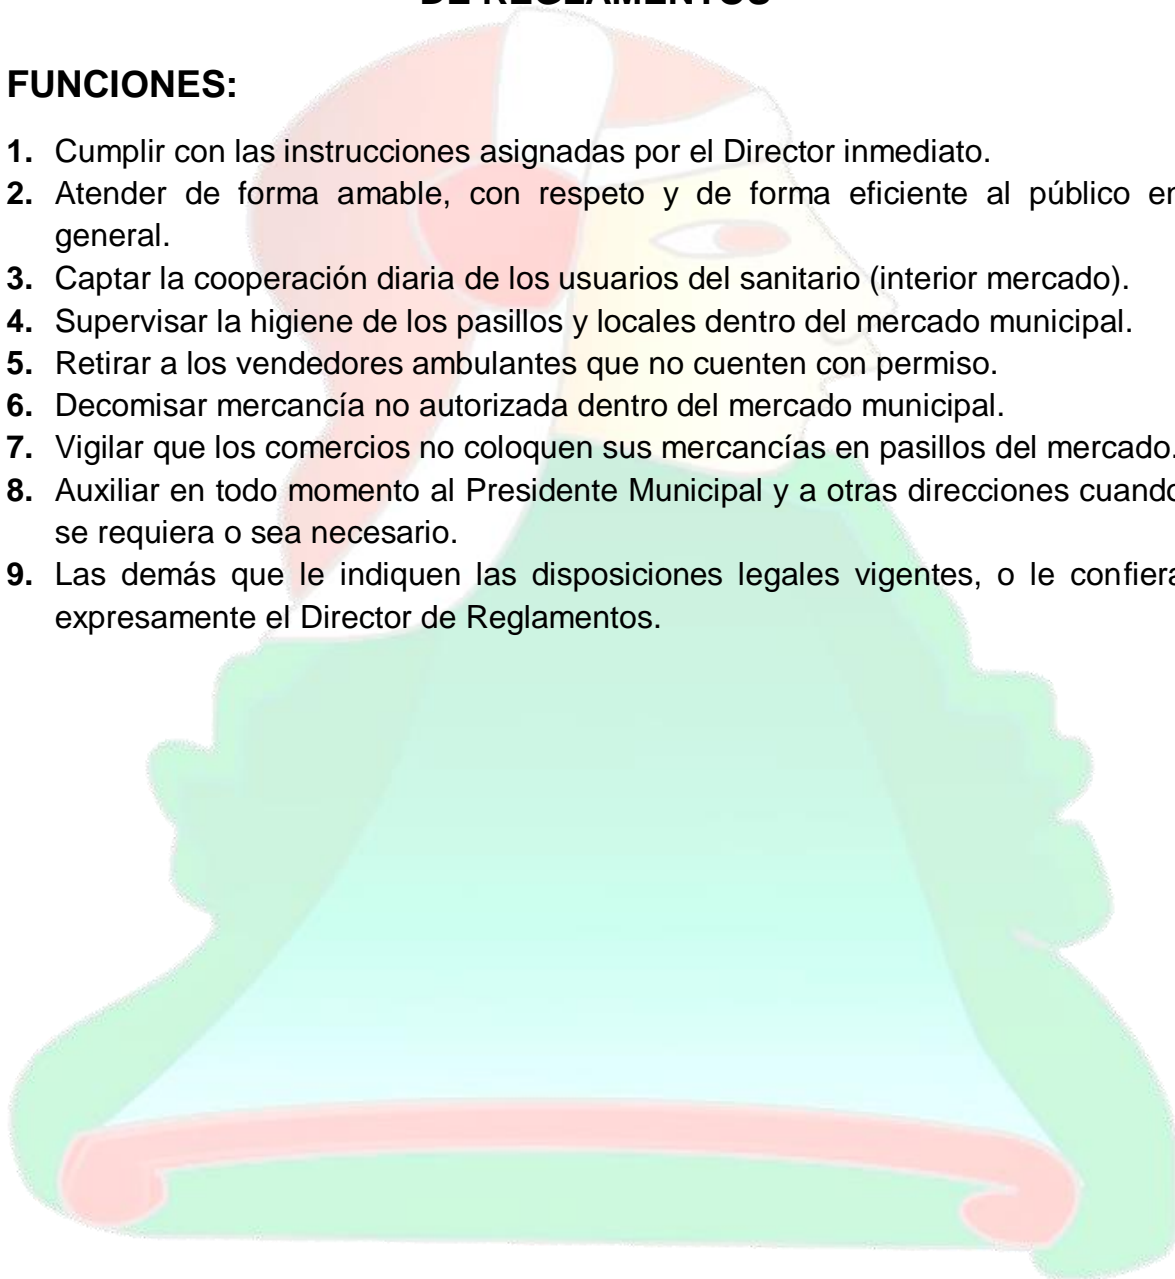 DE REGLAMENTOS
FUNCIONES:
1. Cumplir con las instrucciones asignadas por el Director inmediato.
2. Atender de forma amable, con respeto y de forma eficiente al público en
general.
3. Captar la cooperación diaria de los usuarios del sanitario (interior mercado).
4. Supervisar la higiene de los pasillos y locales dentro del mercado municipal.
5. Retirar a los vendedores ambulantes que no cuenten con permiso.
6. Decomisar mercancía no autorizada dentro del mercado municipal.
7. Vigilar que los comercios no coloquen sus mercancías en pasillos del mercado.
8. Auxiliar en todo momento al Presidente Municipal y a otras direcciones cuando
se requiera o sea necesario.
9. Las demás que le indiquen las disposiciones legales vigentes, o le confiera
expresamente el Director de Reglamentos.